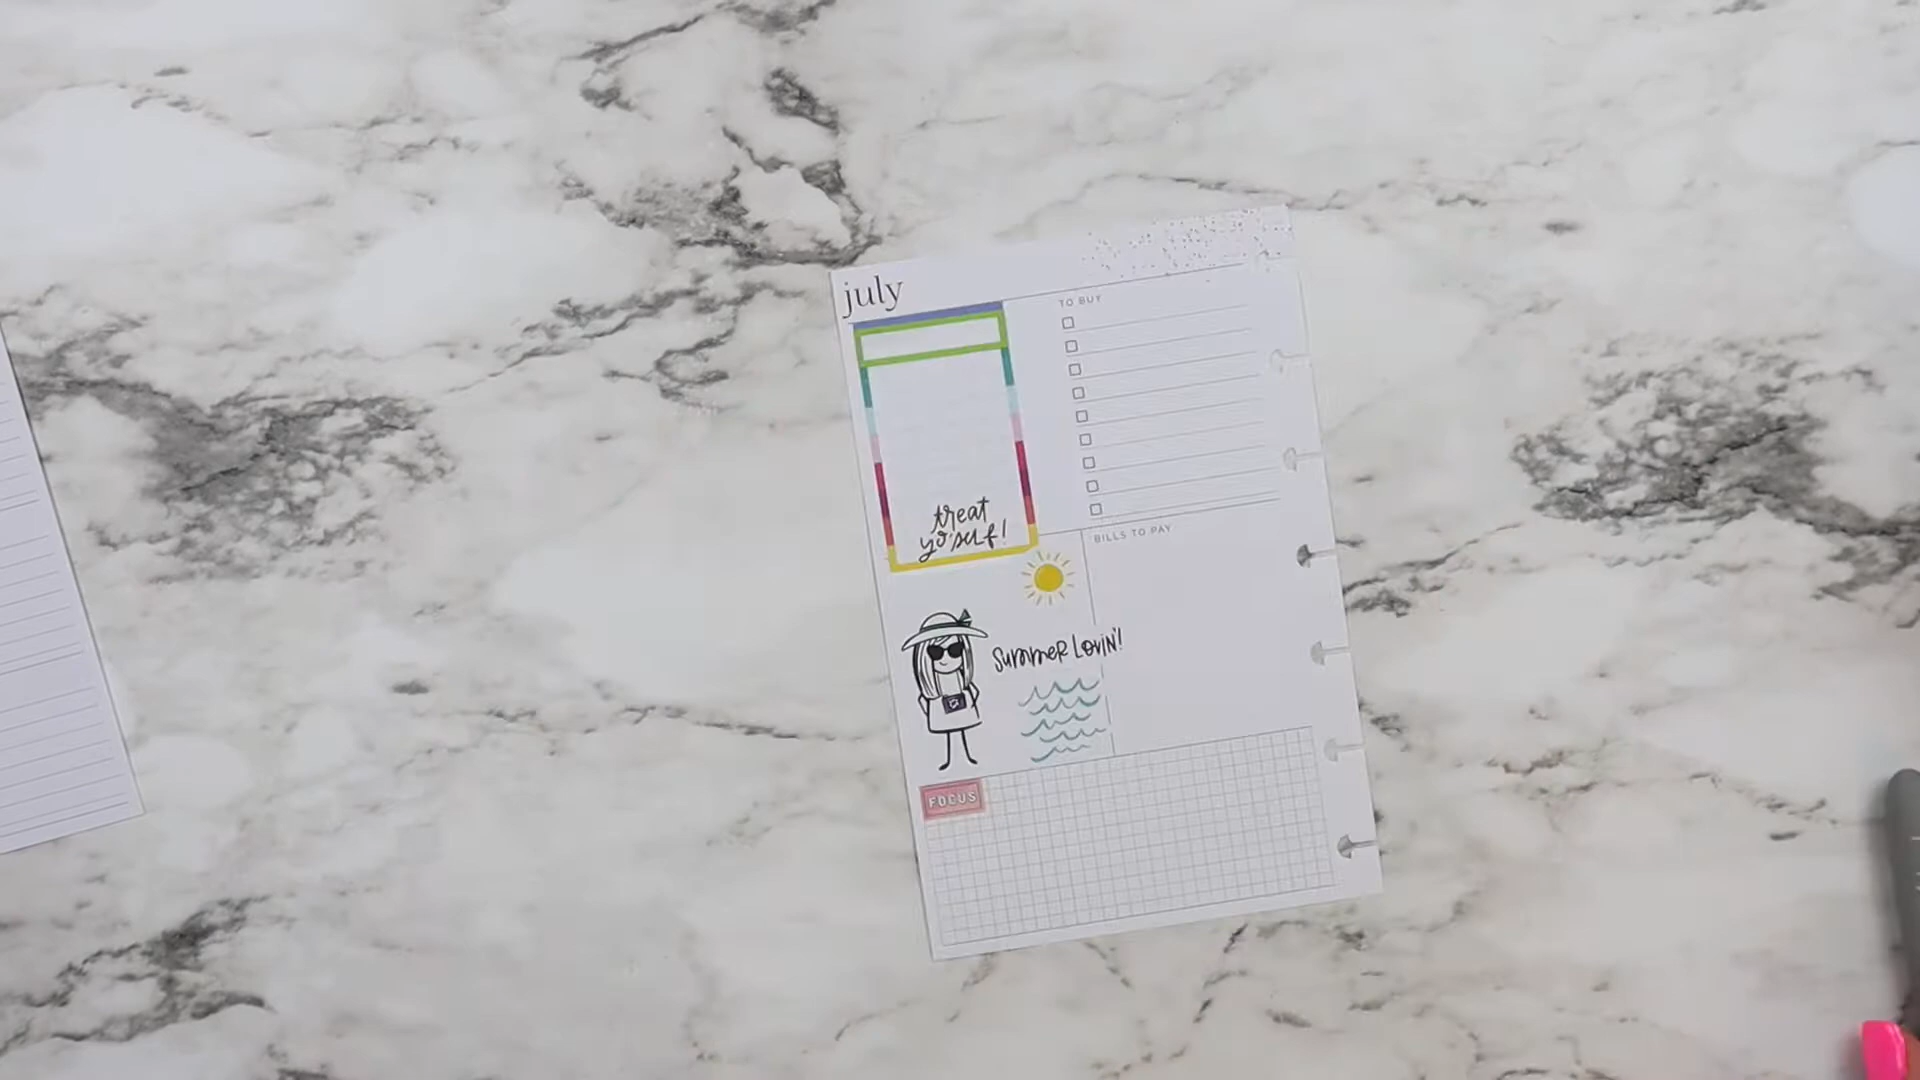 july
TO BUY
treat
yo'self!
BILLS TO PAY
Summer Lovin'!
FOCUS